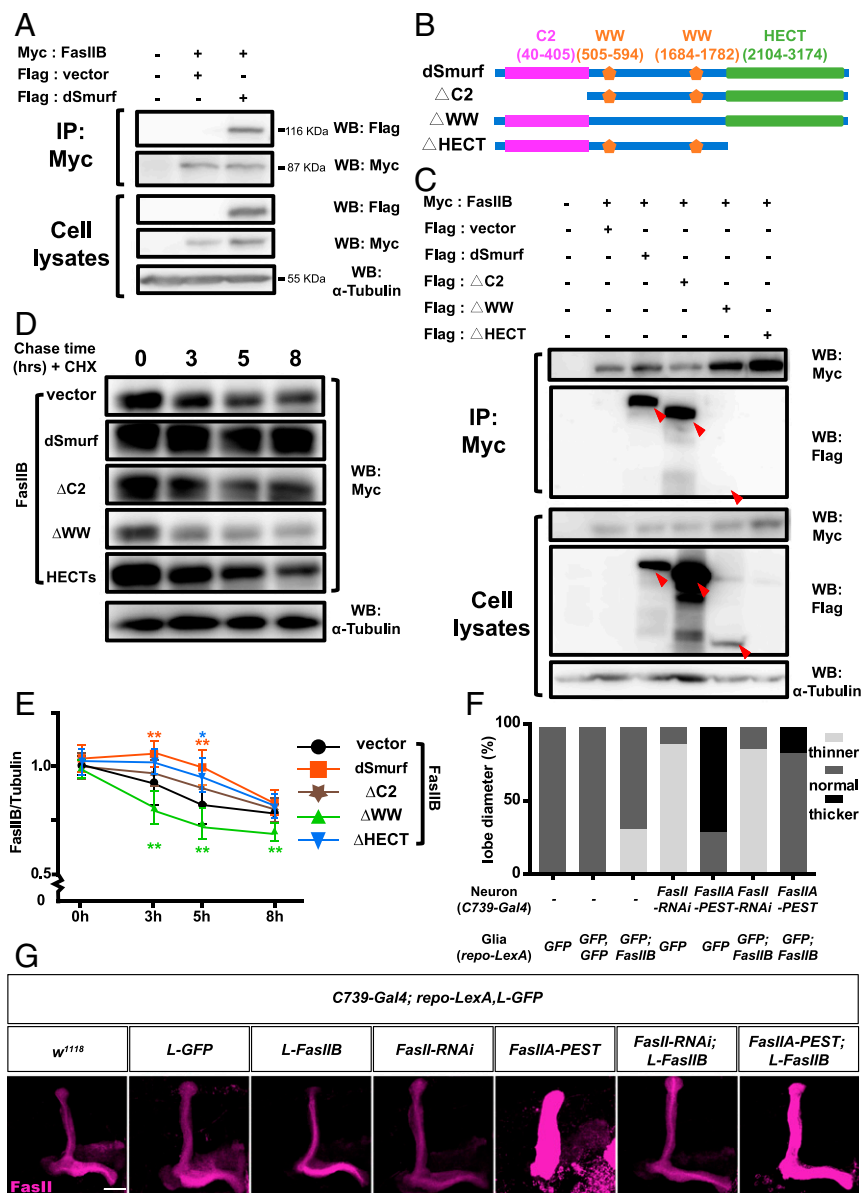 A
Myc : FasIIB - + +
Flag : vector - + -
Flag : dSmurf - - +
IP:
Myc
116 KDa
WB: Flag
87 KDa
WB: Myc
Cell
lysates
WB: Flag
WB: Myc
55 KDa
WB:
α-Tubulin
B
C2
(40-405)
WW
(505-594)
WW
(1684-1782)
HECT
(2104-3174)
dSmurf
△C2
△WW
△HECT
C
Myc : FasIIB - + + + + +
Flag : vector - + - - - -
Flag : dSmurf - - + - - -
Flag : △C2 - - - + - -
Flag : △WW - - - - + -
Flag : △HECT - - - - - +
IP:
Myc
WB:
Myc
WB:
Flag
Cell
lysates
WB:
Myc
WB:
Flag
WB:
α-Tubulin
D
Chase time
(hrs) + CHX
0 3 5 8
FasIIB
vector
dSmurf
ΔC2
ΔWW
HECTs
WB:
Myc
WB:
α-Tubulin
E
FasIIB/Tubulin
1.0
0.5
0
0h 3h 5h 8h
**
*
**
**
**
**
vector
dSmurf
ΔC2
ΔWW
ΔHECT
FasIIB
F
lobe diameter (%)
100
50
0
thinner
normal
thicker
Neuron
(C739-Gal4)
- - - FasII -RNAi FasIIA -PEST FasII -RNAi FasIIA -PEST
Glia
(repo-LexA)
GFP GFP, GFP GFP; FasIIB GFP GFP GFP; FasIIB GFP; FasIIB
G
C739-Gal4; repo-LexA,L-GFP
w1118
L-GFP
L-FasIIB
FasII-RNAi
FasIIA-PEST
FasII-RNAi;
L-FasIIB
FasIIA-PEST;
L-FasIIB
FasII